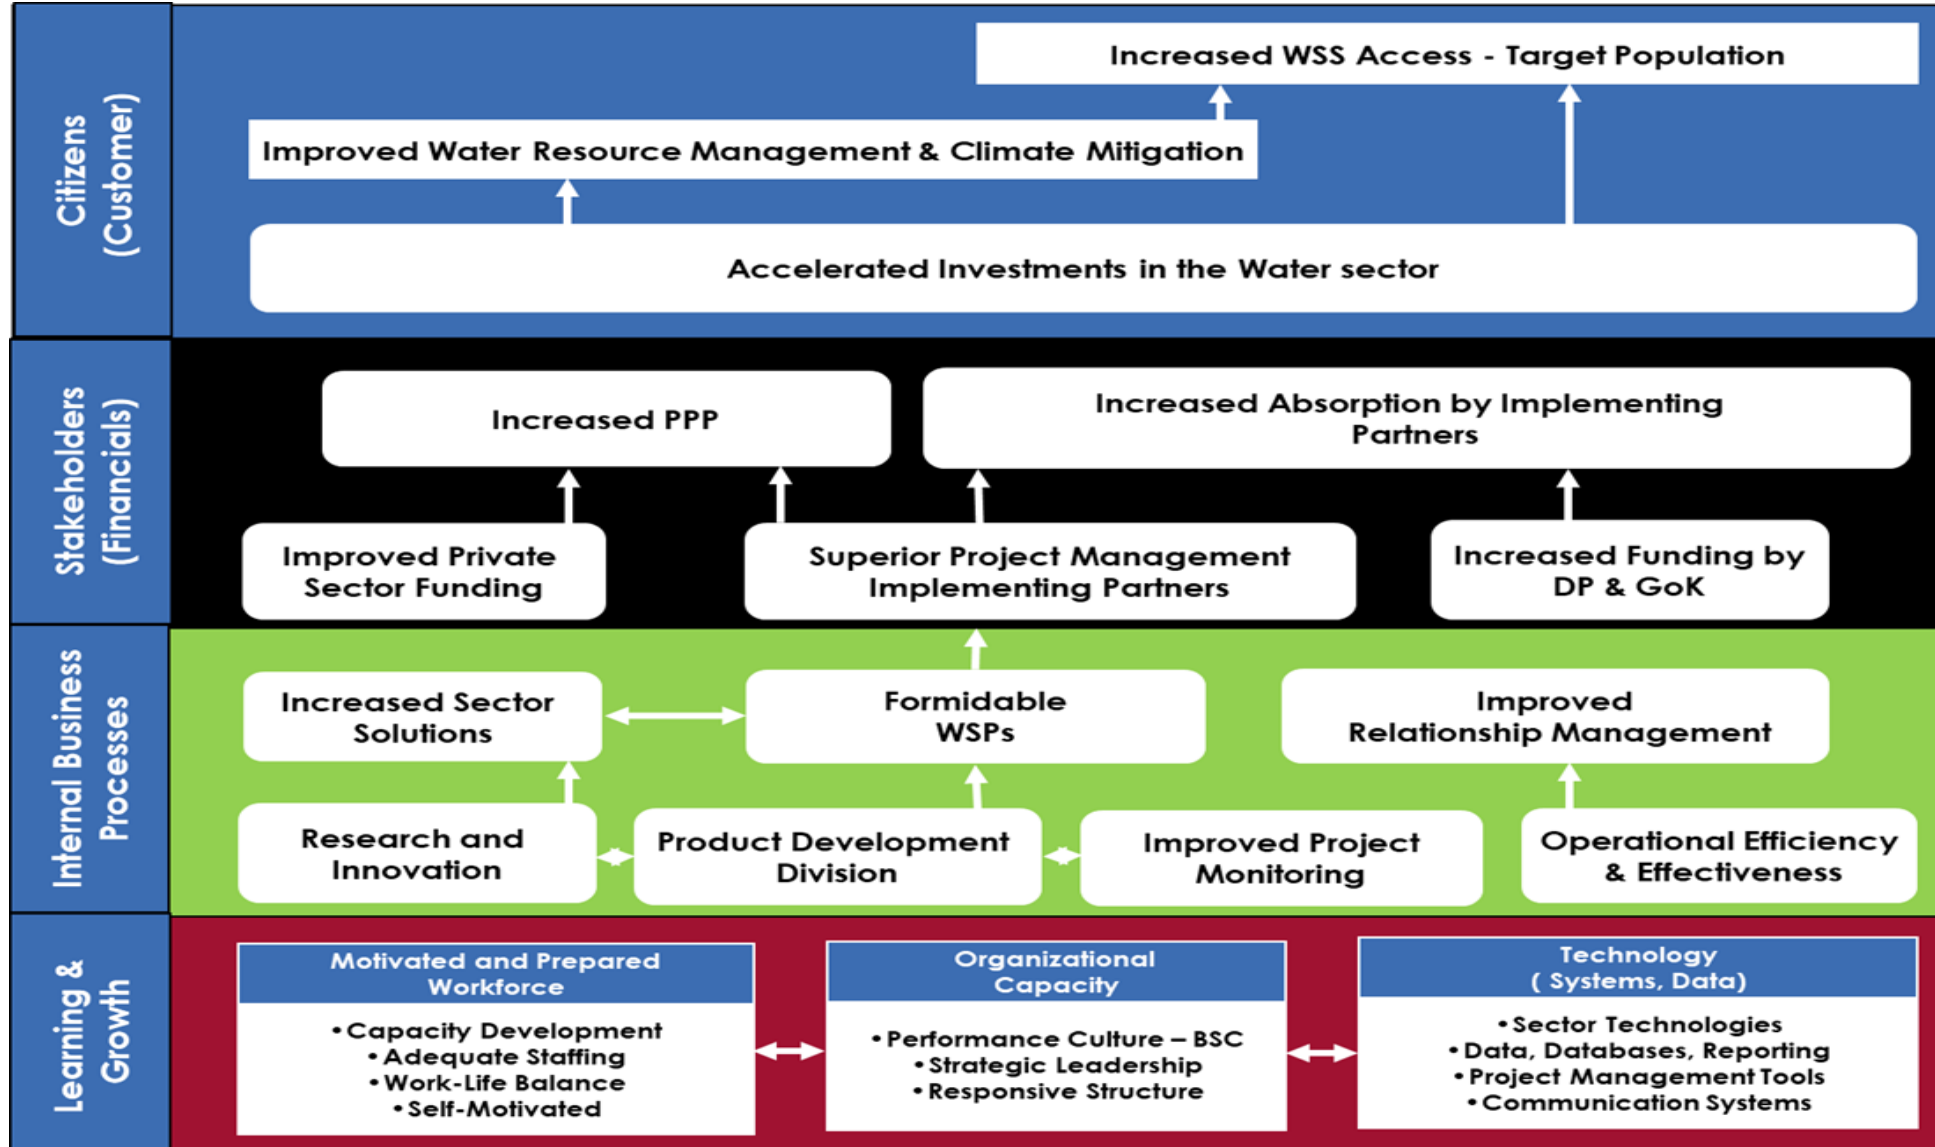 Citizens
(Customer)
Increased WSS Access - Target Population
Improved Water Resource Management & Climate Mitigation
Accelerated Investments in the Water sector
Stakeholders
(Financials)
Increased PPP
Increased Absorption by Implementing
Partners
Improved Private
Sector Funding
Superior Project Management
Implementing Partners
Increased Funding by
DP & GoK
Internal Business
Processes
Increased Sector
Solutions
Formidable
WSPs
Improved
Relationship Management
Research and
Innovation
Product Development
Division
Improved Project
Monitoring
Operational Efficiency
& Effectiveness
Learning &
Growth
Motivated and Prepared
Workforce
•Capacity Development
•Adequate Staffing
•Work-Life Balance
•Self-Motivated
Organizational
Capacity
•Performance Culture – BSC
•Strategic Leadership
•Responsive Structure
Technology
( Systems, Data)
•Sector Technologies
•Data, Databases, Reporting
•Project Management Tools
•Communication Systems